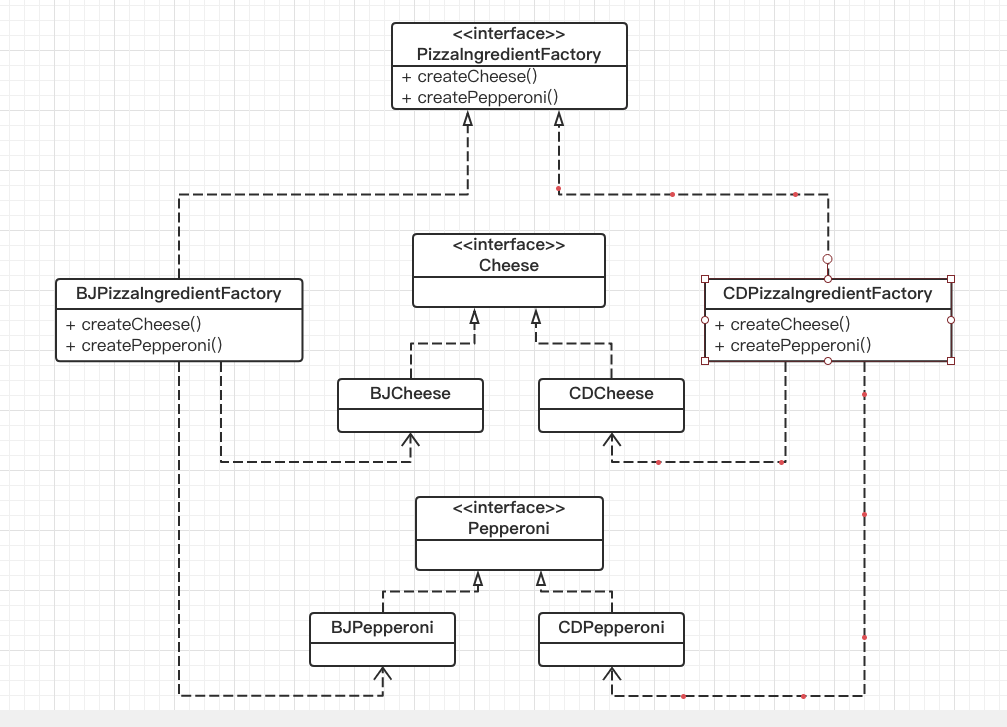 <<interface>>
PizzaIngredientFactory
+ createCheese()
+ createPepperoni()
<<interface>>
Cheese
BJPizzaIngredientFactory
+ createCheese()
+ createPepperoni()
CDPizzaIngredientFactory
+ createCheese()
+ createPepperoni()
BJCheese
CDCheese
<<interface>>
Pepperoni
BJPepperoni
CDPepperoni